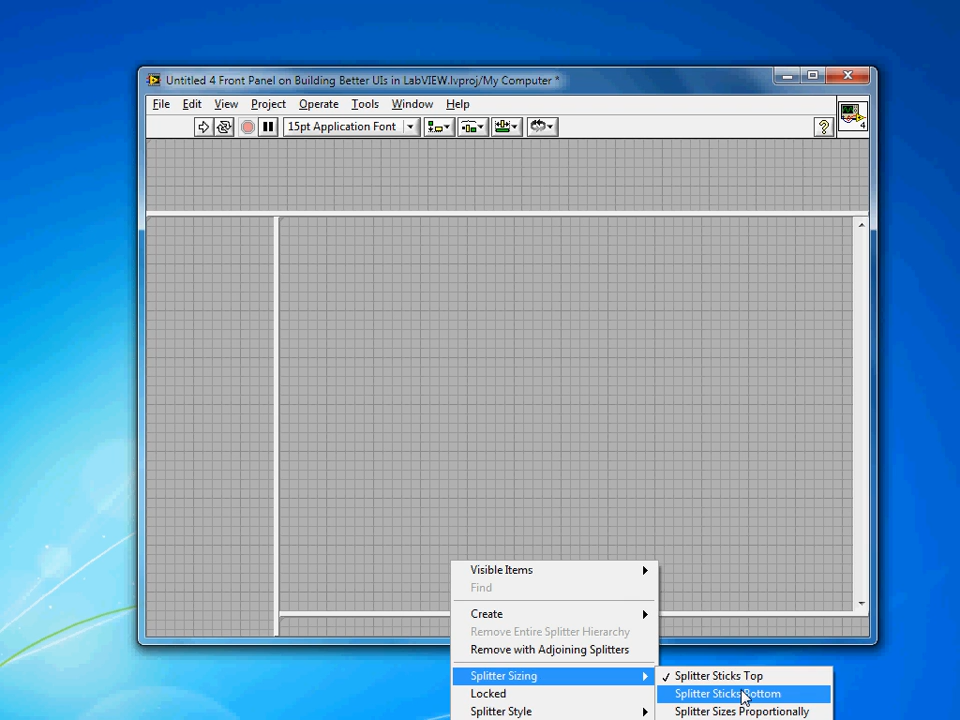 Untitled 4 Front Panel on Building Better UIs in LabVIEW.lvproj/My Computer *
File Edit View Project Operate Tools Window Help
15pt Application Font
?
4
Visible Items
Find
Create
Remove Entire Splitter Hierarchy
Remove with Adjoining Splitters
Splitter Sizing
Locked
Splitter Style
Splitter Sticks Top
Splitter Sticks Bottom
Splitter Sizes Proportionally